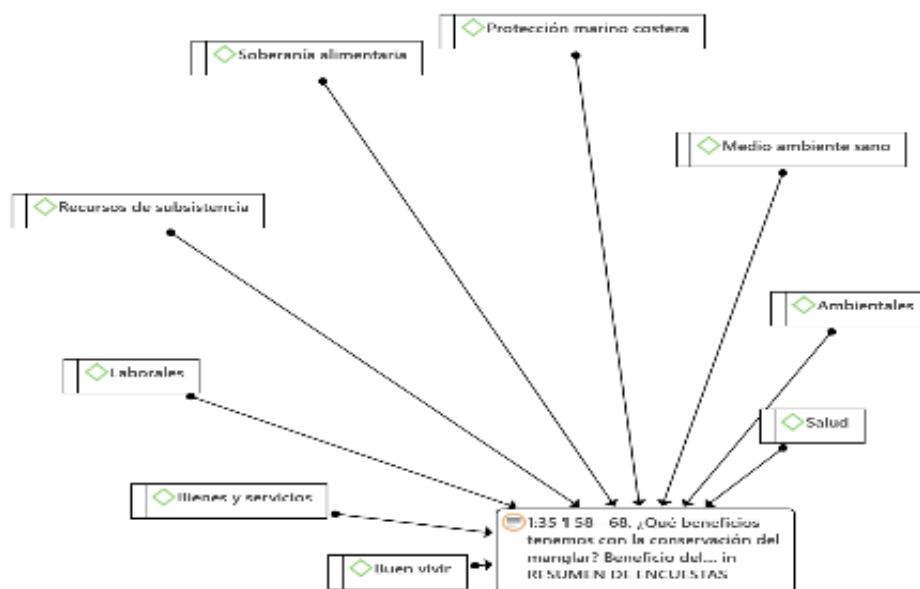 Protección marino costera
Soberanía alimentaria
Medio ambiente sano
Recursos de subsistencia
Ambientales
Laborales
Salud
Bienes y servicios
1:35 ¶ 58 – 68, ¿Qué beneficios
tenemos con la conservación del
manglar? Beneficio del... in
RESUMEN DE ENCUESTAS
Buen vivir